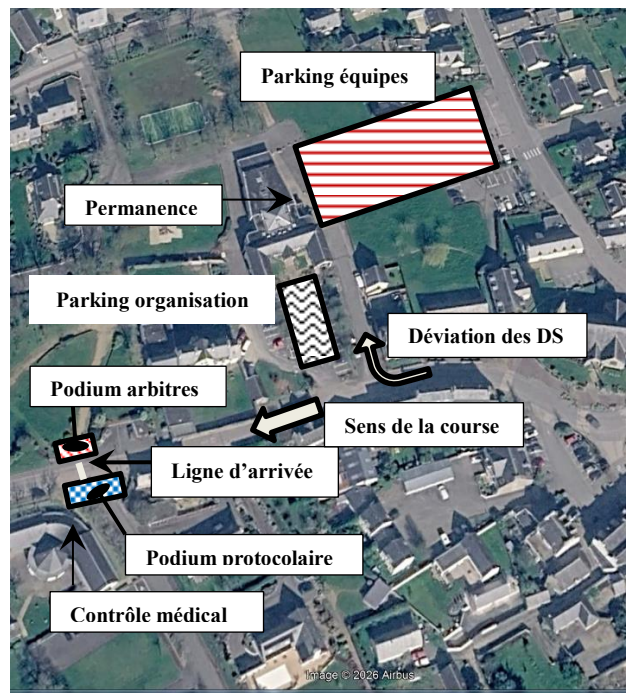 Parking équipes
Permanence
Parking organisation
Déviation des DS
Podium arbitres
Sens de la course
Ligne d’arrivée
Podium protocolaire
Contrôle médical
Image © 2026 Airbus